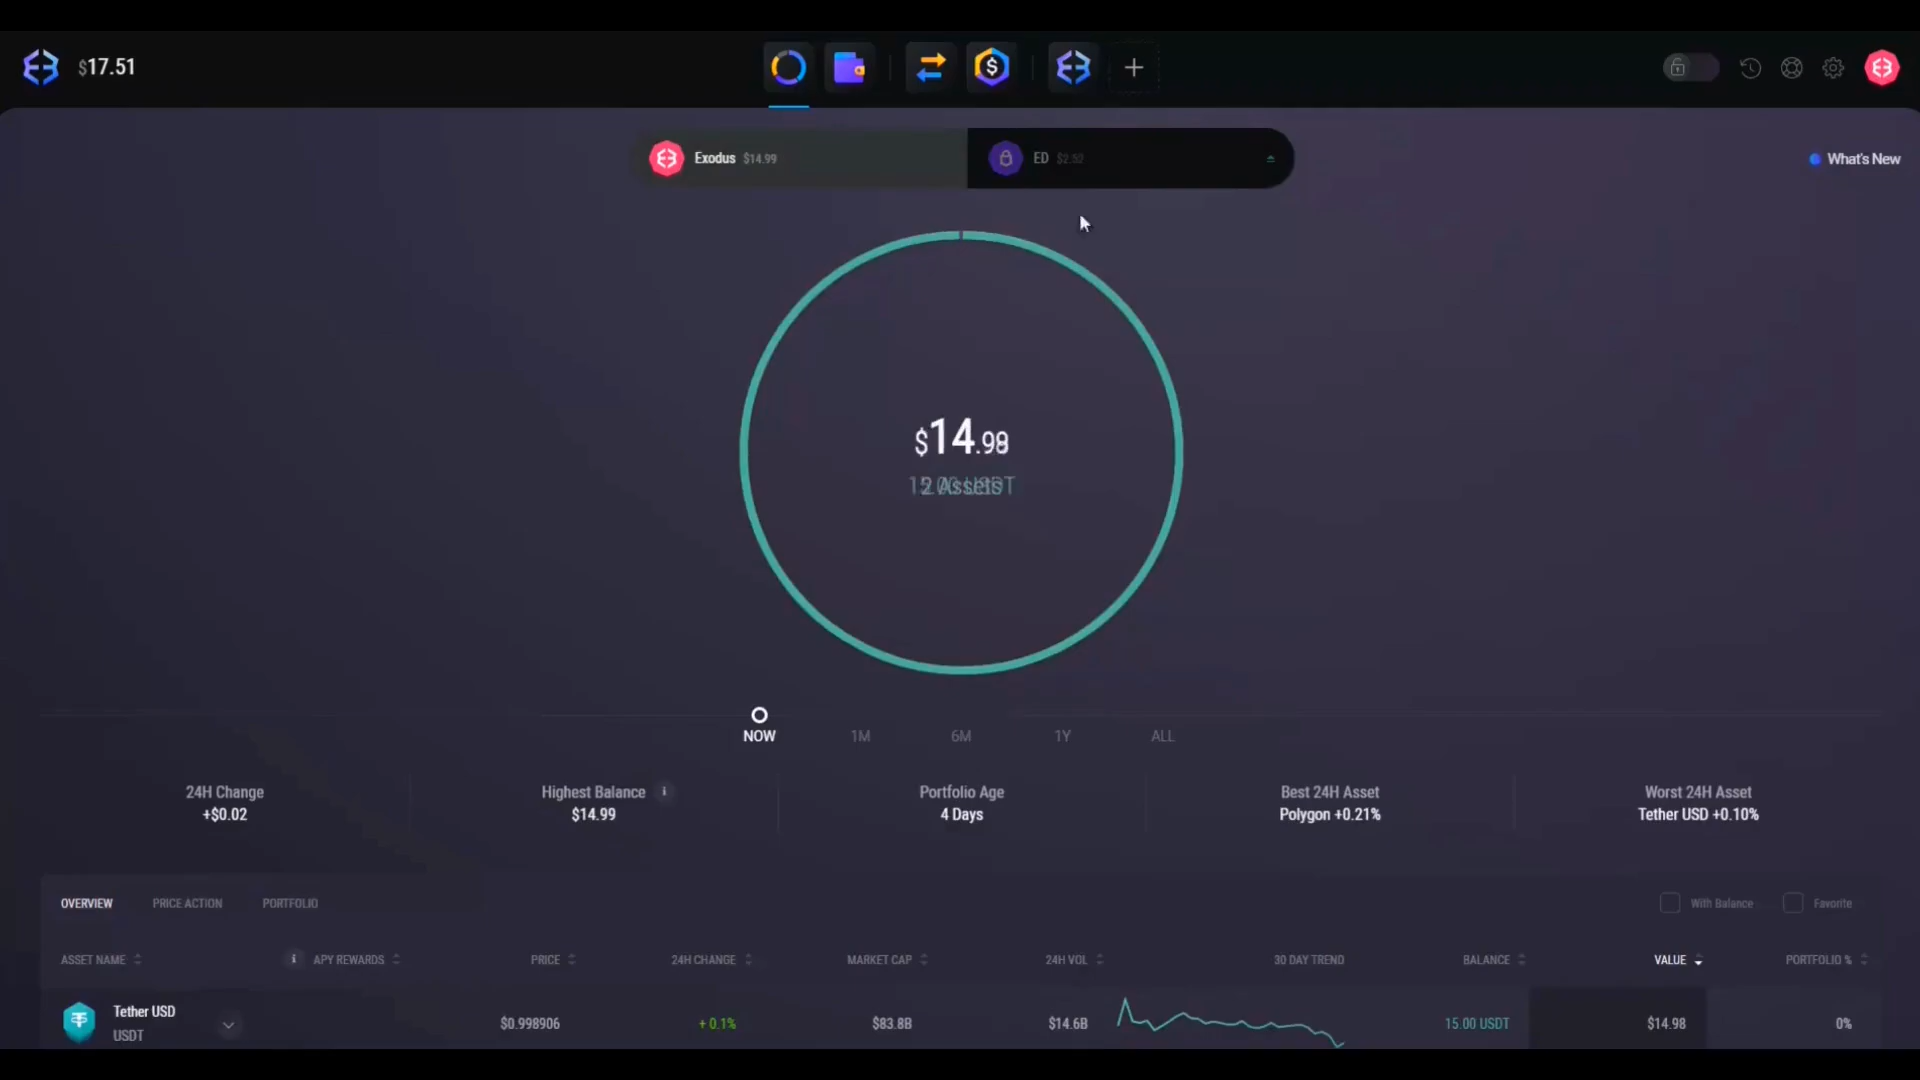 $17.51
Exodus $14.99
ED $2.52
What's New
$14.98
2 Assets
NOW 1M 6M 1Y ALL
24H Change
+$0.02
Highest Balance i
$14.99
Portfolio Age
4 Days
Best 24H Asset
Polygon +0.21%
Worst 24H Asset
Tether USD +0.10%
OVERVIEW PRICE ACTION PORTFOLIO With Balance Favorite
ASSET NAME i APY REWARDS PRICE 24H CHANGE MARKET CAP 24H VOL 30 DAY TREND BALANCE VALUE PORTFOLIO %
Tether USD
USDT
$0.998906 + 0.1% $83.8B $14.6B 15.00 USDT $14.98 0%